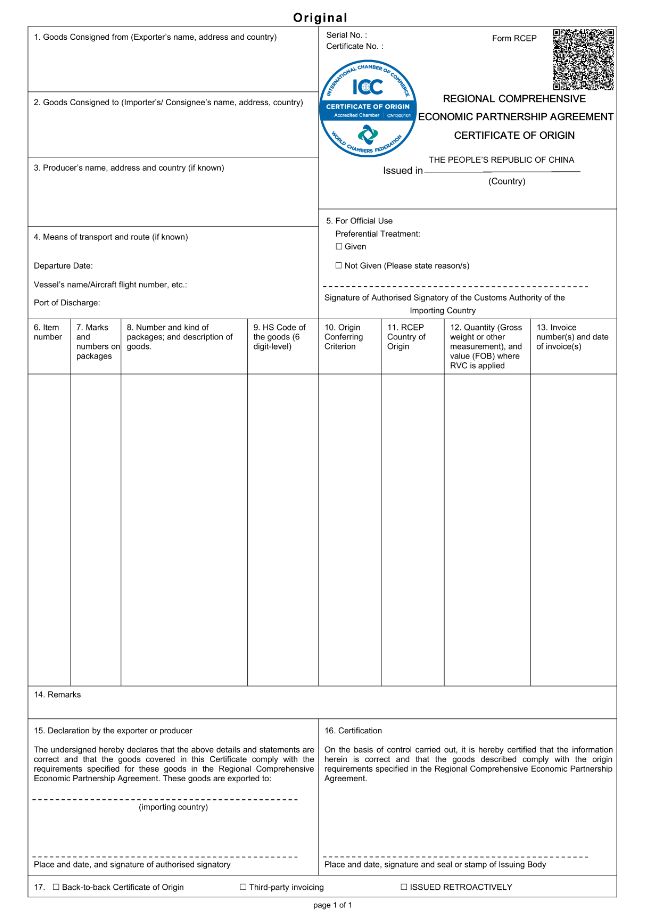 Original
1. Goods Consigned from (Exporter's name, address and country)
Serial No. :
Certificate No. :
Form RCEP
INTERNATIONAL CHAMBER OF COMMERCE
ICC
CERTIFICATE OF ORIGIN
Accredited Chamber
WORLD CHAMBERS FEDERATION
REGIONAL COMPREHENSIVE
ECONOMIC PARTNERSHIP AGREEMENT
CERTIFICATE OF ORIGIN
THE PEOPLE'S REPUBLIC OF CHINA
Issued in
(Country)
2. Goods Consigned to (Importer's/ Consignee's name, address, country)
3. Producer's name, address and country (if known)
4. Means of transport and route (if known)
Departure Date:
Vessel's name/Aircraft flight number, etc.:
Port of Discharge:
5. For Official Use
Preferential Treatment:
☐ Given
☐ Not Given (Please state reason/s)
Signature of Authorised Signatory of the Customs Authority of the
Importing Country
6. Item
number
7. Marks
and
numbers on
packages
8. Number and kind of
packages; and description of
goods.
9. HS Code of
the goods (6
digit-level)
10. Origin
Conferring
Criterion
11. RCEP
Country of
Origin
12. Quantity (Gross
weight or other
measurement), and
value (FOB) where
RVC is applied
13. Invoice
number(s) and date
of invoice(s)
14. Remarks
15. Declaration by the exporter or producer
The undersigned hereby declares that the above details and statements are
correct and that the goods covered in this Certificate comply with the
requirements specified for these goods in the Regional Comprehensive
Economic Partnership Agreement. These goods are exported to:
(importing country)
Place and date, and signature of authorised signatory
16. Certification
On the basis of control carried out, it is hereby certified that the information
herein is correct and that the goods described comply with the origin
requirements specified in the Regional Comprehensive Economic Partnership
Agreement.
Place and date, signature and seal or stamp of Issuing Body
17. ☐ Back-to-back Certificate of Origin
☐ Third-party invoicing
☐ ISSUED RETROACTIVELY
page 1 of 1